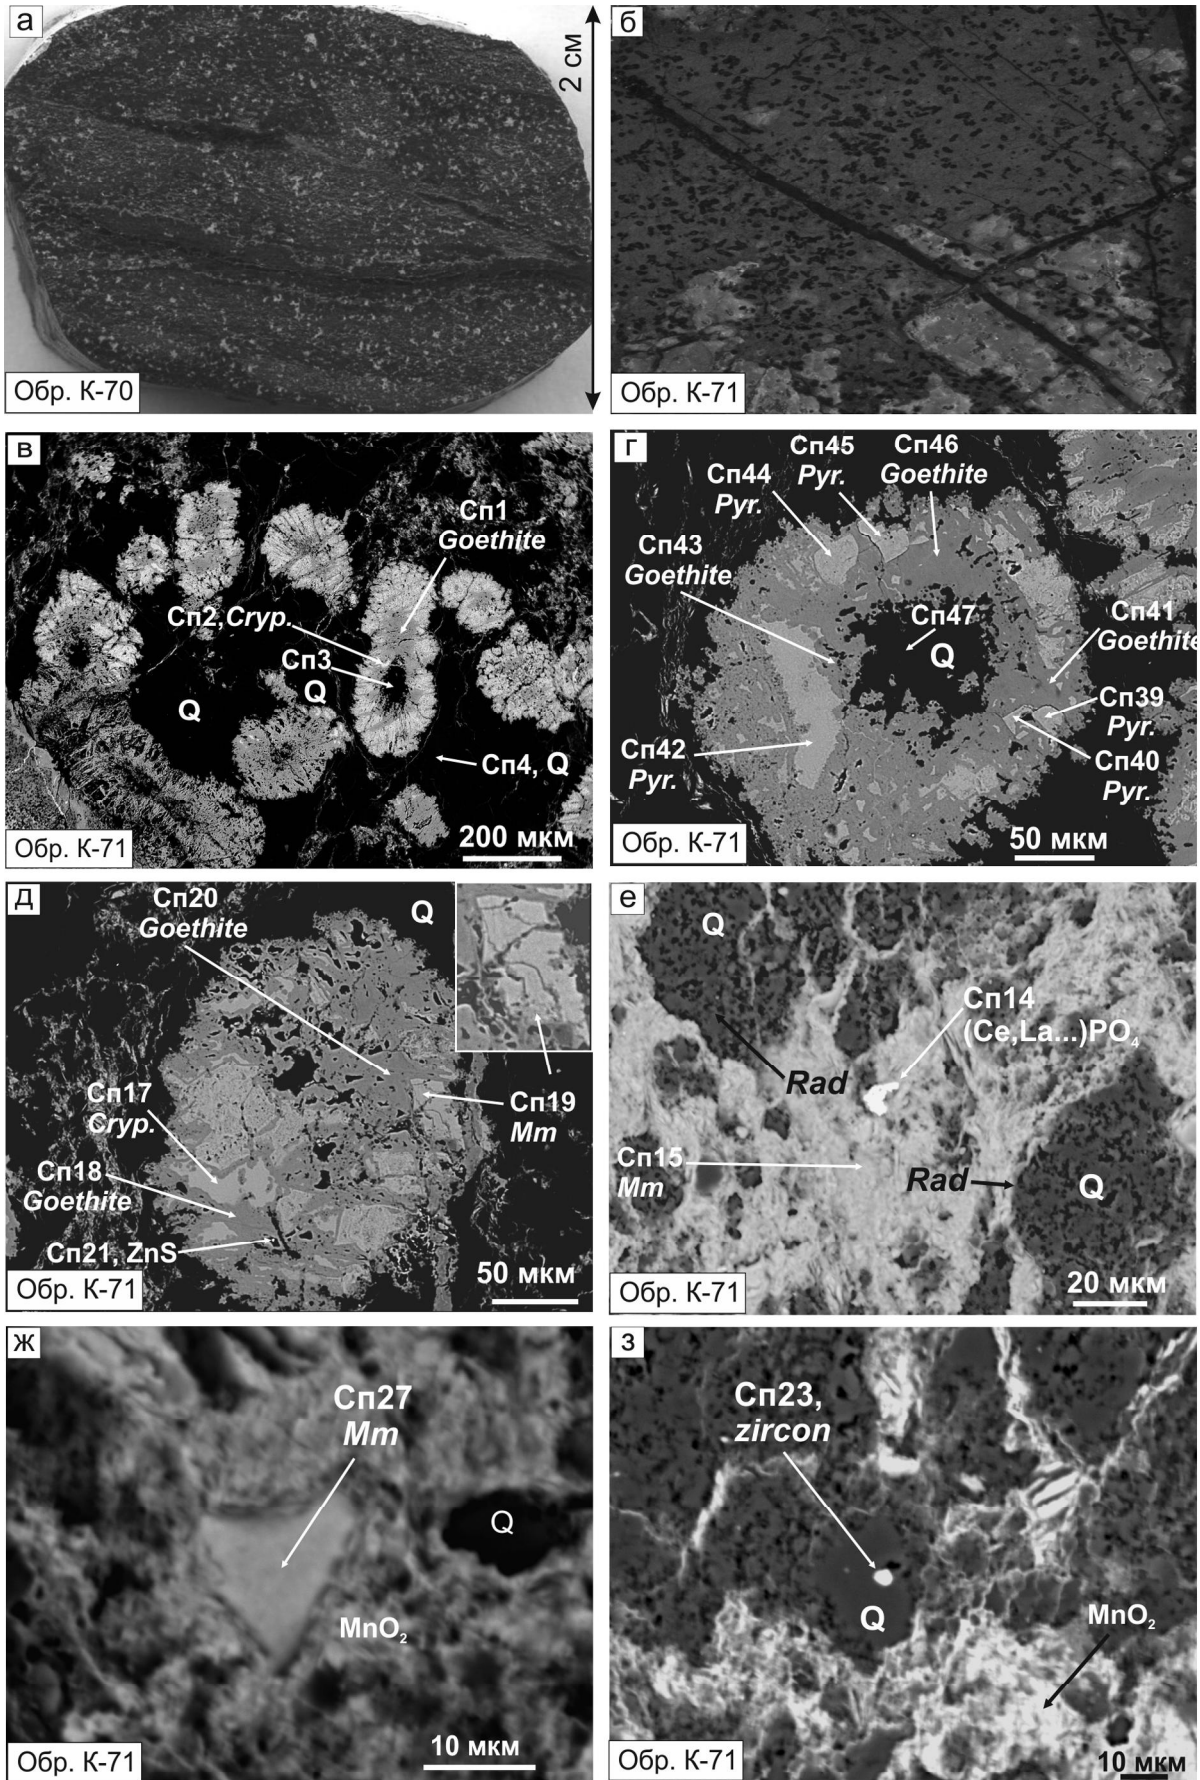 а
2 см
Обр. К-70
б
Обр. К-71
в
Сп1
Goethite
Сп2, Cryp.
Сп3
Q
Q
Сп4, Q
200 мкм
Обр. К-71
г
Сп46
Goethite
Сп45
Pyr.
Сп44
Pyr.
Сп43
Goethite
Сп47
Q
Сп41
Goethite
Сп39
Pyr.
Сп42
Pyr.
Сп40
Pyr.
50 мкм
Обр. К-71
д
Сп20
Goethite
Q
Сп17
Cryp.
Сп19
Mm
Сп18
Goethite
Сп21, ZnS
50 мкм
Обр. К-71
е
Q
Сп14
(Ce,La...)PO₄
Rad
Сп15
Mm
Rad
Q
20 мкм
Обр. К-71
ж
Сп27
Mm
Q
MnO₂
10 мкм
Обр. К-71
з
Сп23,
zircon
Q
MnO₂
10 мкм
Обр. К-71